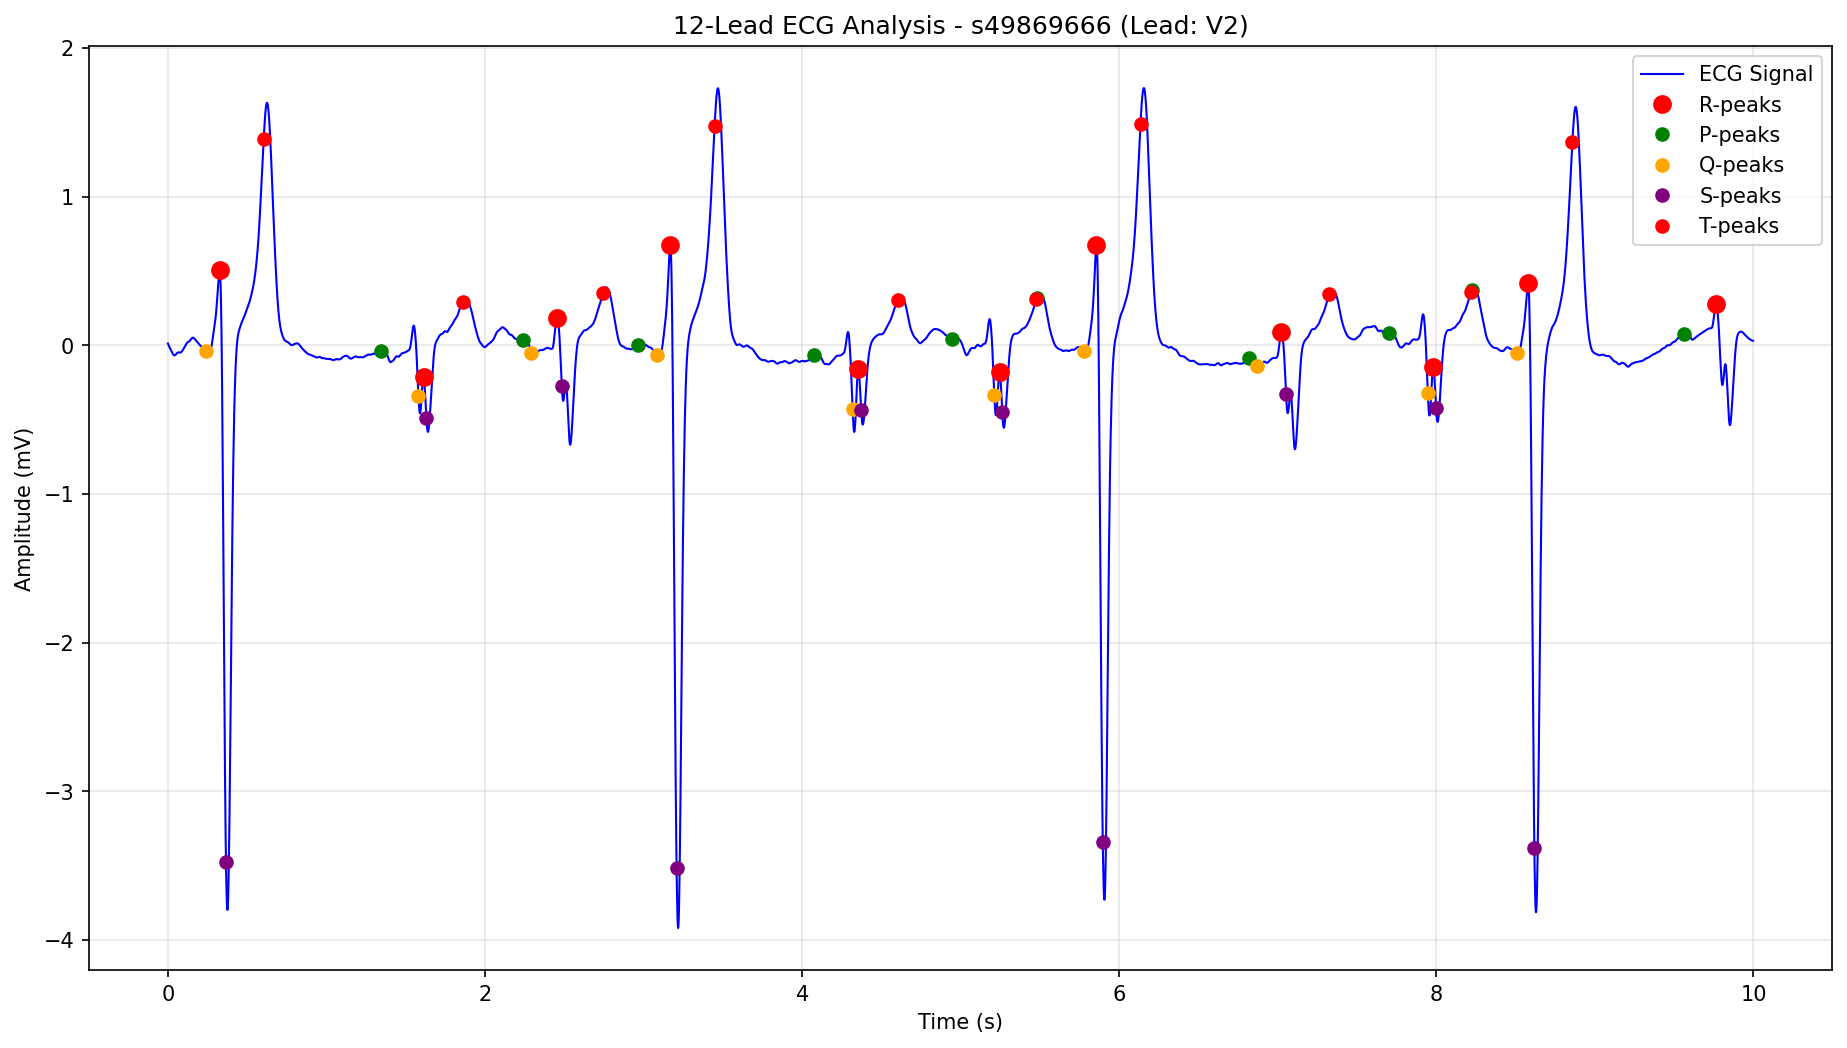 12-Lead ECG Analysis - s49869666 (Lead: V2)
ECG Signal
R-peaks
P-peaks
Q-peaks
S-peaks
T-peaks
Amplitude (mV)
2
1
0
−1
−2
−3
−4
0
2
4
6
8
10
Time (s)